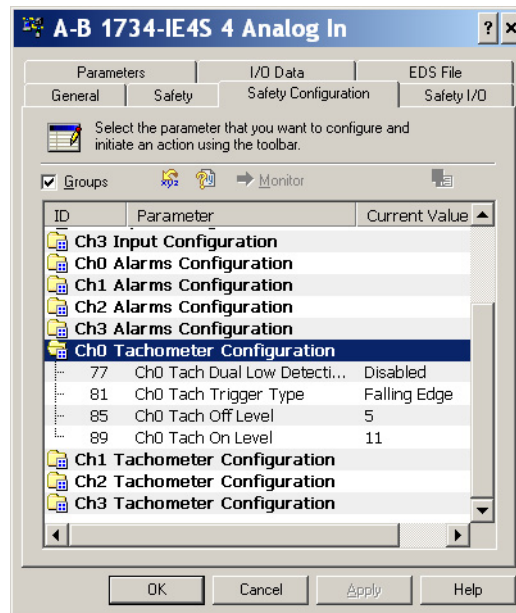 A-B 1734-IE4S 4 Analog In ? ×
Parameters I/O Data EDS File
General Safety Safety Configuration Safety I/O
Select the parameter that you want to configure and
initiate an action using the toolbar.
Groups xyz Monitor
ID Parameter Current Value
Ch3 Input Configuration
Ch0 Alarms Configuration
Ch1 Alarms Configuration
Ch2 Alarms Configuration
Ch3 Alarms Configuration
Ch0 Tachometer Configuration
77 Ch0 Tach Dual Low Detecti... Disabled
81 Ch0 Tach Trigger Type Falling Edge
85 Ch0 Tach Off Level 5
89 Ch0 Tach On Level 11
Ch1 Tachometer Configuration
Ch2 Tachometer Configuration
Ch3 Tachometer Configuration
OK Cancel Apply Help